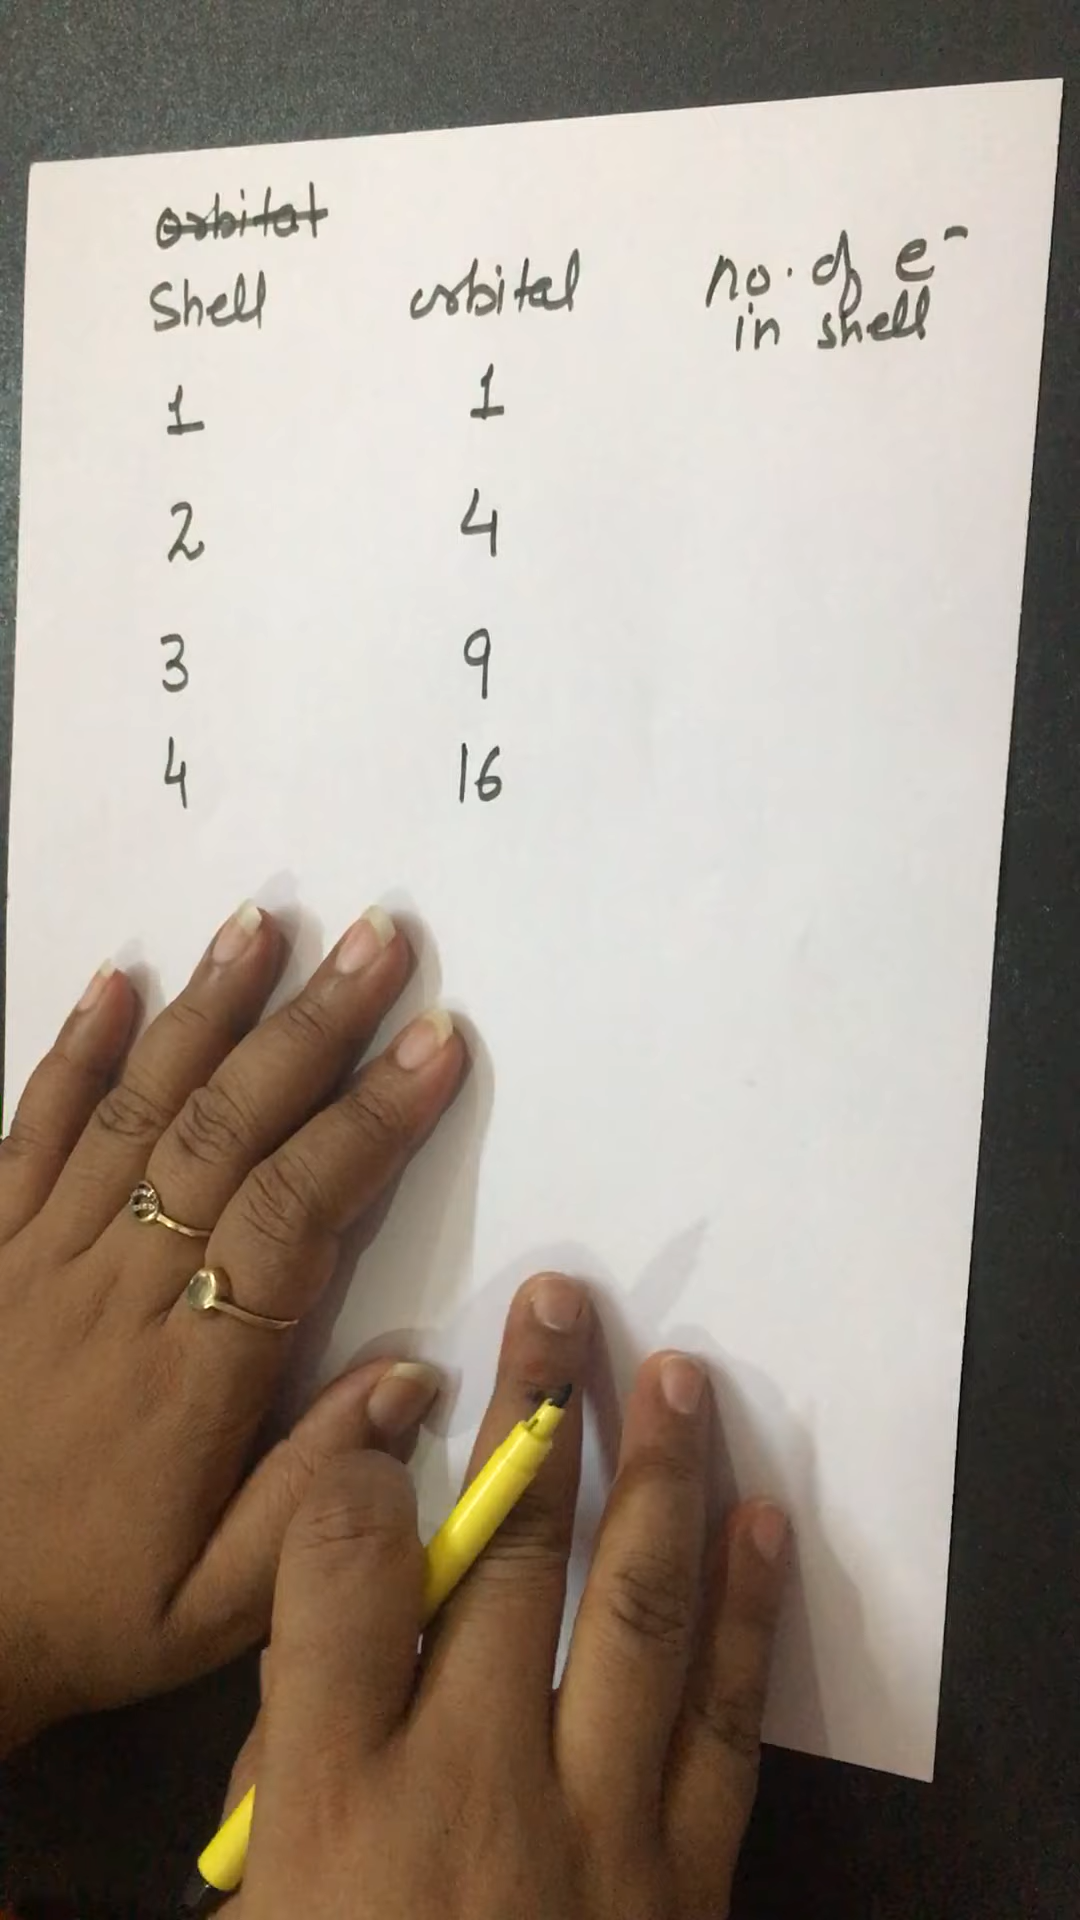 orbital
Shell orbital no. of e⁻
in shell
1 1
2 4
3 9
4 16